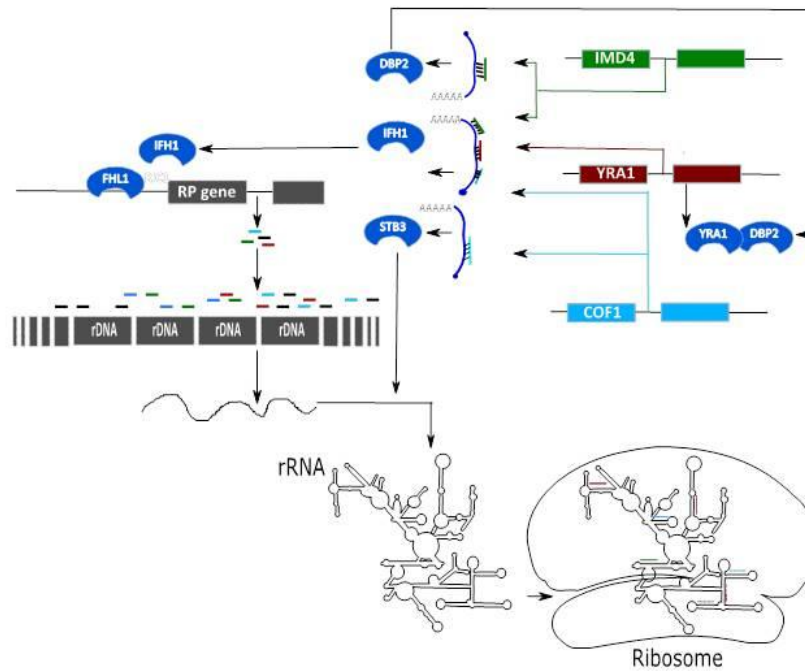 DBP2
IMD4
AAAAA
AAAAA
IFH1
IFH1
FHL1
RP gene
YRA1
AAAAA
STB3
YRA1
DBP2
COF1
rDNA
rDNA
rDNA
rDNA
rRNA
Ribosome